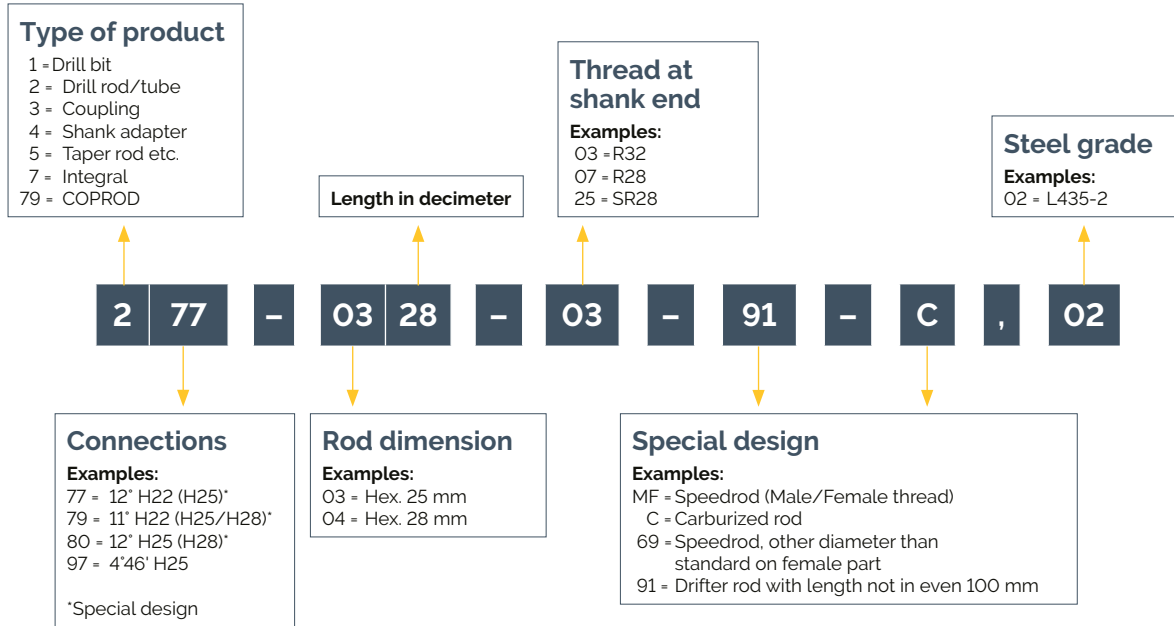 Type of product
1 = Drill bit
2 = Drill rod/tube
3 = Coupling
4 = Shank adapter
5 = Taper rod etc.
7 = Integral
79 = COPROD
Length in decimeter
Thread at
shank end
Examples:
03 = R32
07 = R28
25 = SR28
Steel grade
Examples:
02 = L435-2
2 77 – 03 28 – 03 – 91 – C , 02
Connections
Examples:
77 = 12° H22 (H25)*
79 = 11° H22 (H25/H28)*
80 = 12° H25 (H28)*
97 = 4°46' H25
*Special design
Rod dimension
Examples:
03 = Hex. 25 mm
04 = Hex. 28 mm
Special design
Examples:
MF = Speedrod (Male/Female thread)
C = Carburized rod
69 = Speedrod, other diameter than
standard on female part
91 = Drifter rod with length not in even 100 mm